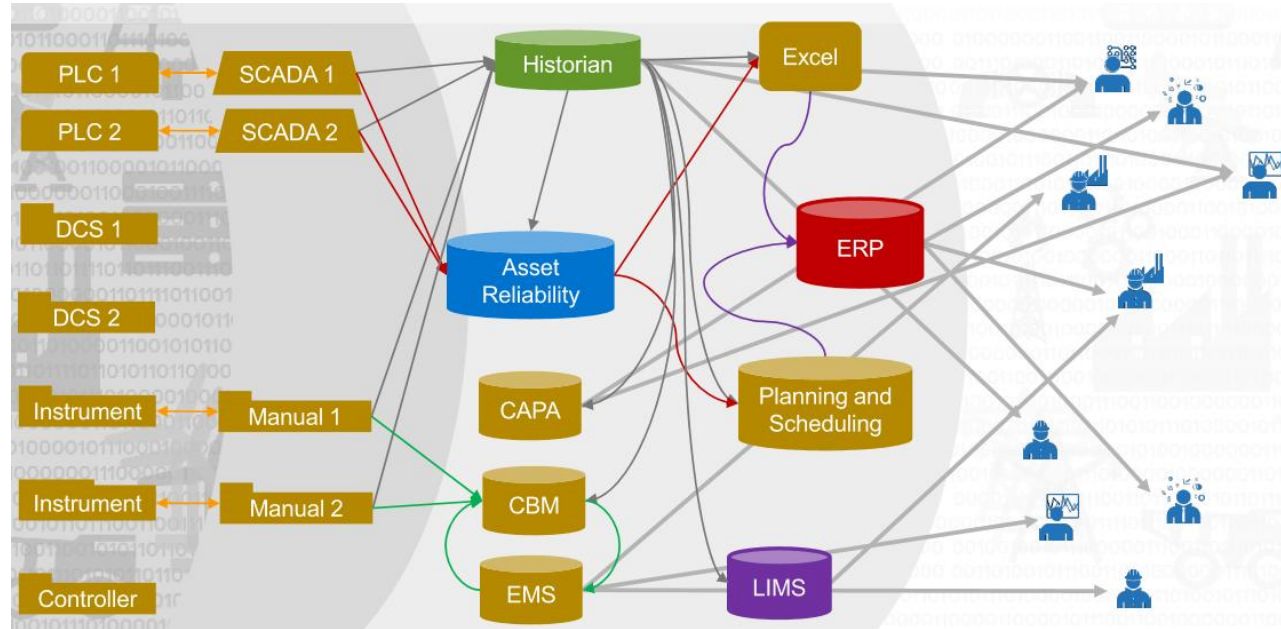 PLC 1
SCADA 1
Historian
Excel
PLC 2
SCADA 2
DCS 1
Asset
Reliability
ERP
DCS 2
Instrument
Manual 1
CAPA
Planning and
Scheduling
Instrument
Manual 2
CBM
Controller
EMS
LIMS